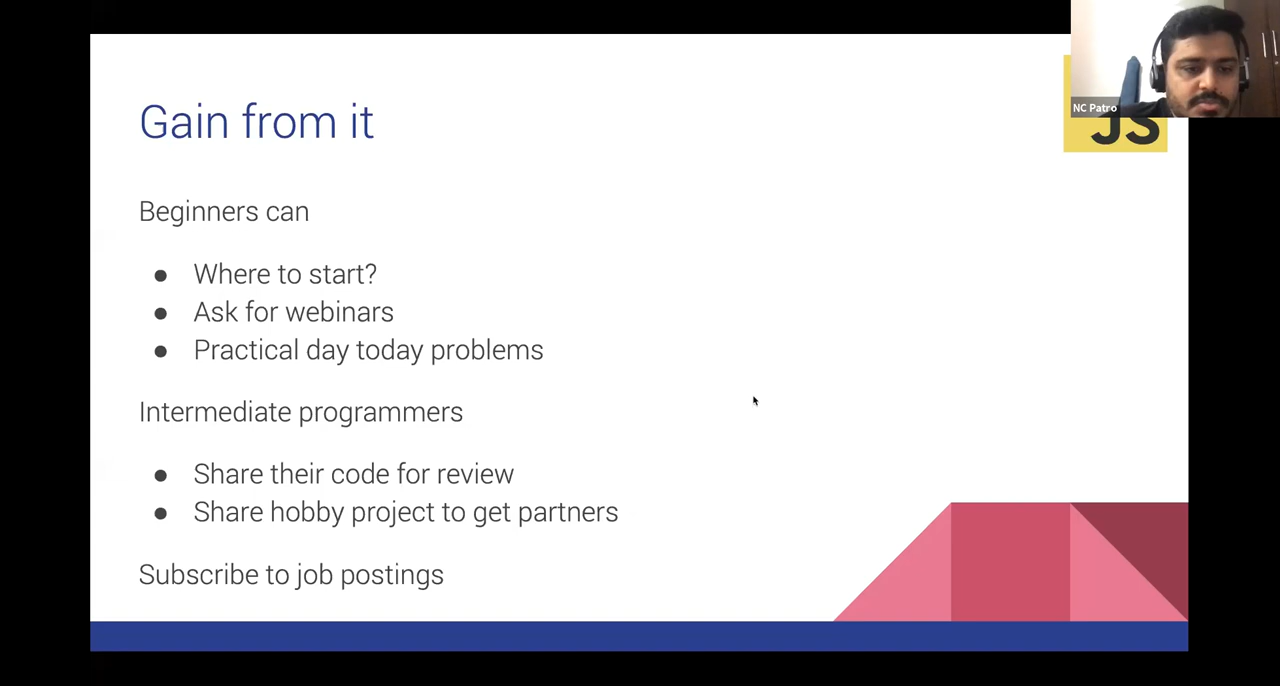 Gain from it
NC Patro
JS
Beginners can
● Where to start?
● Ask for webinars
● Practical day today problems
Intermediate programmers
● Share their code for review
● Share hobby project to get partners
Subscribe to job postings